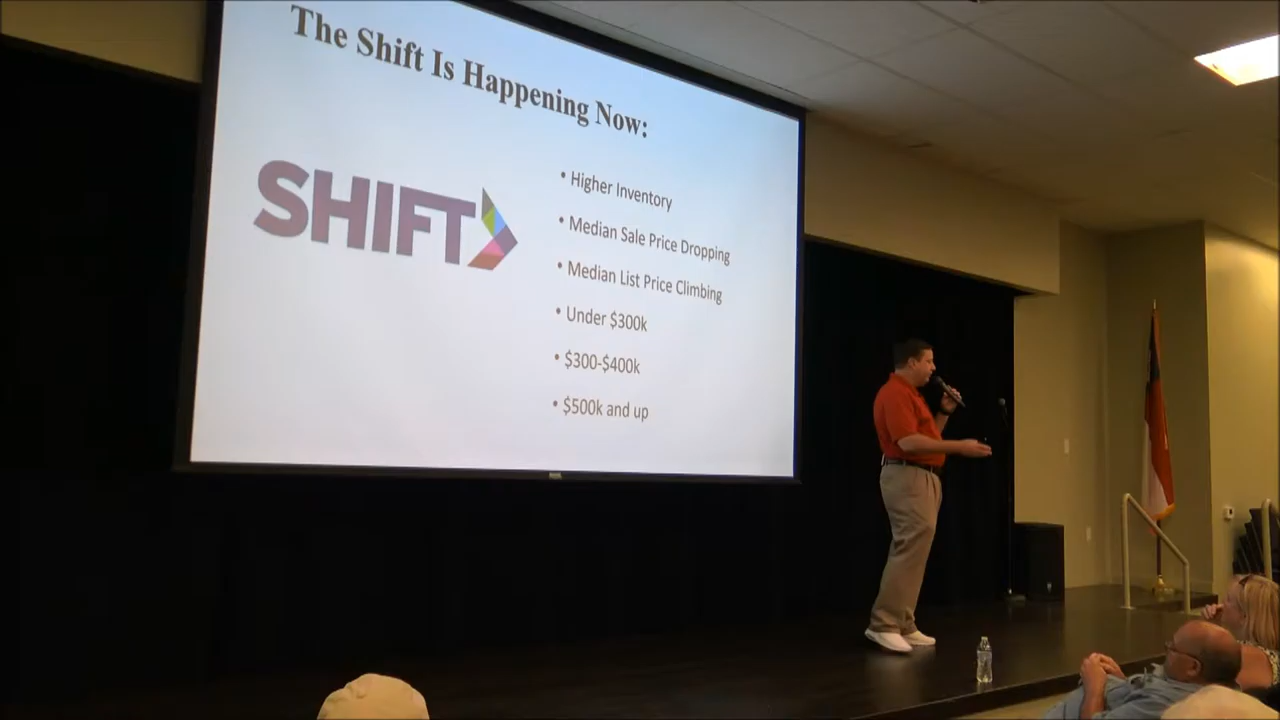 The Shift Is Happening Now:
SHIFT
• Higher Inventory
• Median Sale Price Dropping
• Median List Price Climbing
• Under $300k
• $300-$400k
• $500k and up